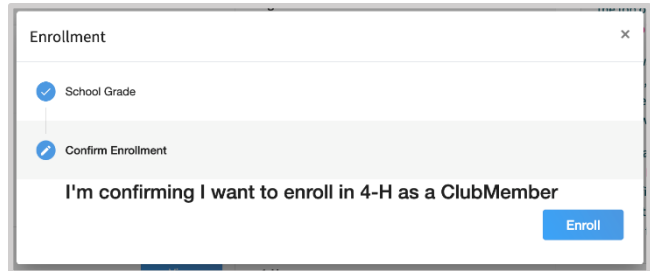 Enrollment
School Grade
Confirm Enrollment
I'm confirming I want to enroll in 4-H as a ClubMember
Enroll